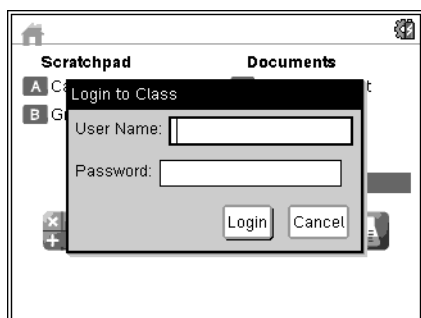 Scratchpad Documents
A
Login to Class
B
User Name:
Password:
Login Cancel